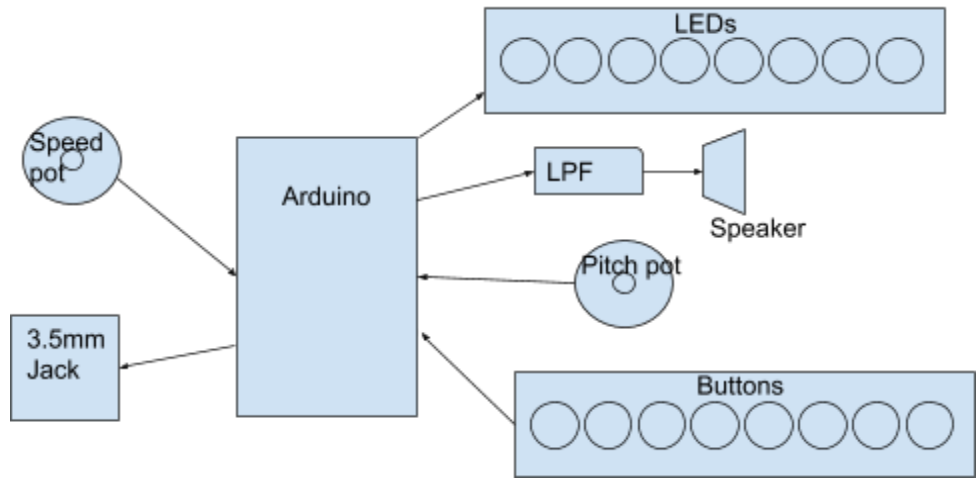 LEDs
Speed
pot
Arduino
LPF
Speaker
Pitch pot
3.5mm
Jack
Buttons